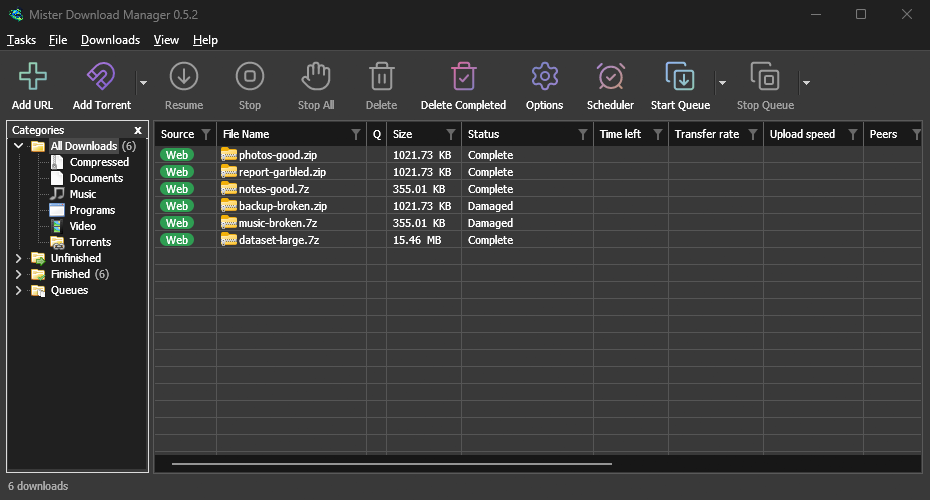 Mister Download Manager 0.5.2
Tasks File Downloads View Help
Add URL Add Torrent Resume Stop Stop All Delete Delete Completed Options Scheduler Start Queue Stop Queue
Categories x
All Downloads (6)
Compressed
Documents
Music
Programs
Video
Torrents
Unfinished
Finished (6)
Queues
Source File Name Q Size Status Time left Transfer rate Upload speed Peers
Web photos-good.zip 1021.73 KB Complete
Web report-garbled.zip 1021.73 KB Complete
Web notes-good.7z 355.01 KB Complete
Web backup-broken.zip 1021.73 KB Damaged
Web music-broken.7z 355.01 KB Damaged
Web dataset-large.7z 15.46 MB Complete
6 downloads